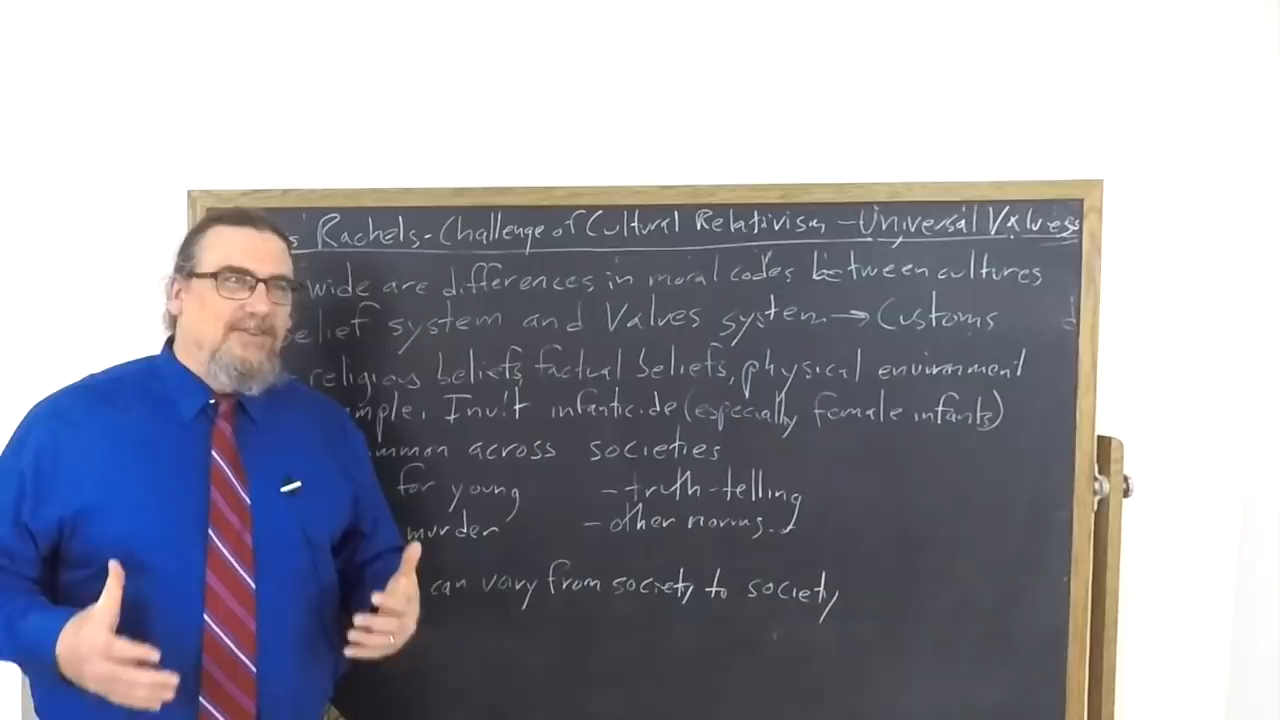 s Rachels - Challenge of Cultural Relativism - Universal Values
wide are differences in moral codes between cultures
elief system and Values system → Customs d
religious beliefs, factual beliefs, physical environment
mple, Inuit infanticide (especially female infants)
mmon across societies
for young - truth-telling
murder - other norms...
can vary from society to society